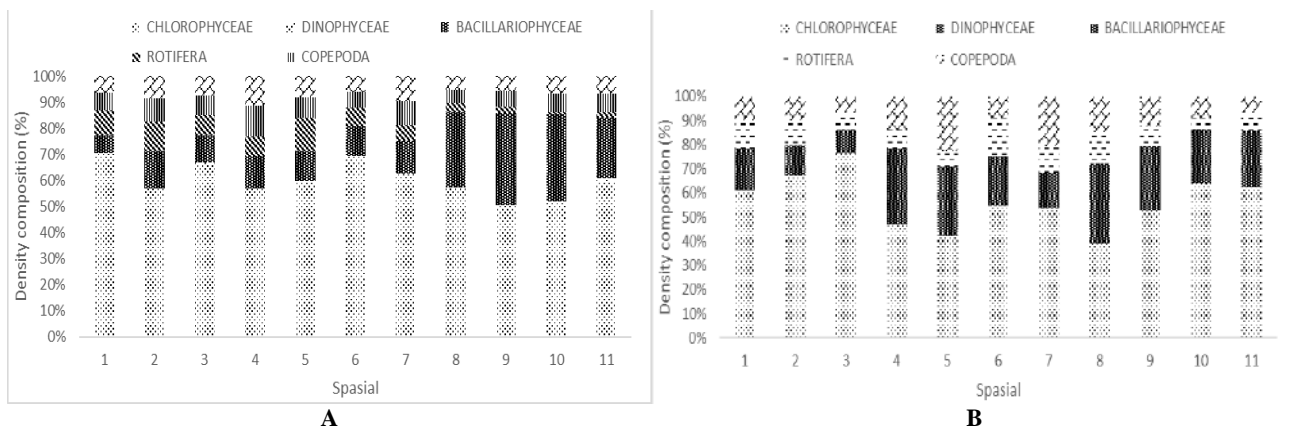 CHLOROPHYCEAE DINOPHYCEAE BACILLARIOPHYCEAE
ROTIFERA COPEPODA
Density composition (%)
100%
90%
80%
70%
60%
50%
40%
30%
20%
10%
0%
1 2 3 4 5 6 7 8 9 10 11
Spasial
A
CHLOROPHYCEAE DINOPHYCEAE BACILLARIOPHYCEAE
ROTIFERA COPEPODA
Density composition (%)
100%
90%
80%
70%
60%
50%
40%
30%
20%
10%
0%
1 2 3 4 5 6 7 8 9 10 11
Spasial
B